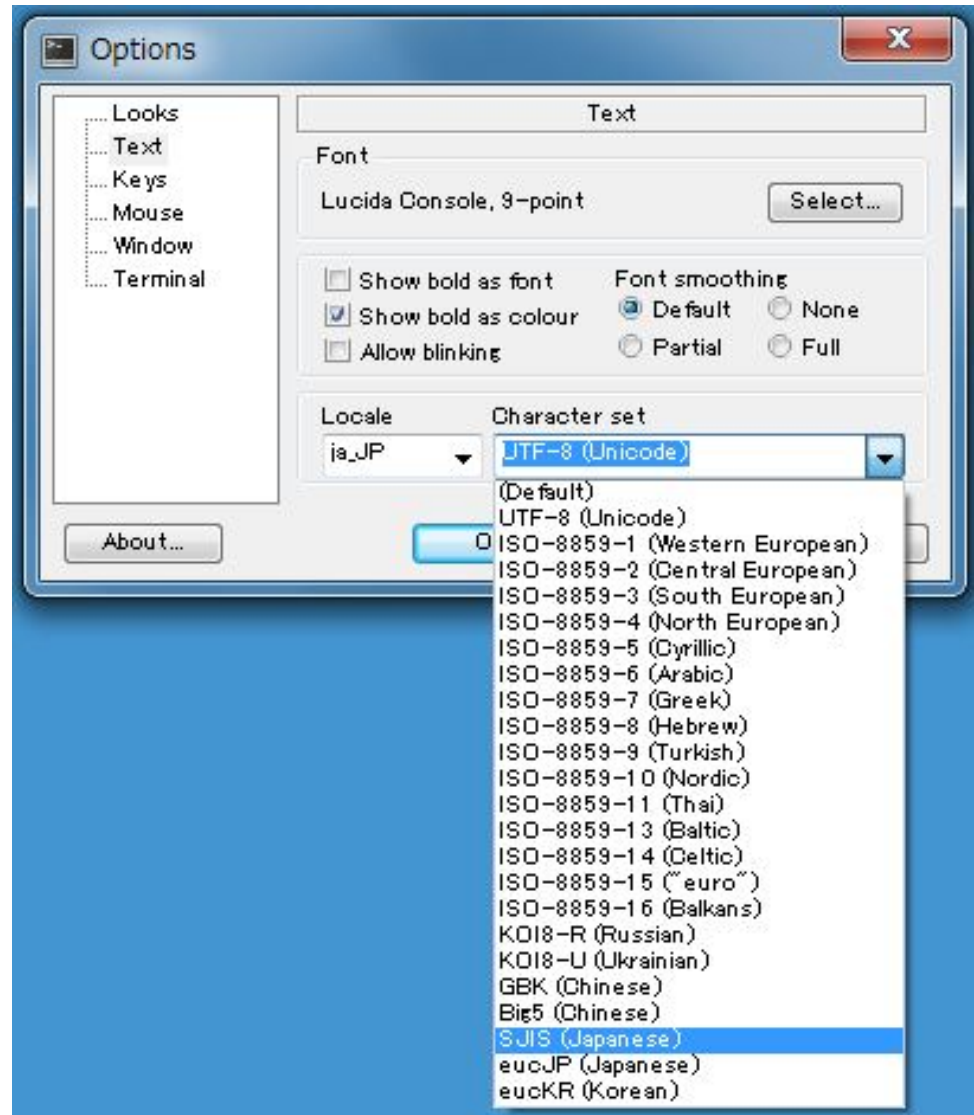 Options
Looks
Text
Keys
Mouse
Window
Terminal
Text
Font
Lucida Console, 9-point
Select...
Show bold as font
Show bold as colour
Allow blinking
Font smoothing
Default
None
Partial
Full
Locale
Character set
ja_JP
UTF-8 (Unicode)
(Default)
UTF-8 (Unicode)
ISO-8859-1 (Western European)
ISO-8859-2 (Central European)
ISO-8859-3 (South European)
ISO-8859-4 (North European)
ISO-8859-5 (Cyrillic)
ISO-8859-6 (Arabic)
ISO-8859-7 (Greek)
ISO-8859-8 (Hebrew)
ISO-8859-9 (Turkish)
ISO-8859-10 (Nordic)
ISO-8859-11 (Thai)
ISO-8859-13 (Baltic)
ISO-8859-14 (Celtic)
ISO-8859-15 ("euro")
ISO-8859-16 (Balkans)
KOI8-R (Russian)
KOI8-U (Ukrainian)
GBK (Chinese)
Big5 (Chinese)
SJIS (Japanese)
eucJP (Japanese)
eucKR (Korean)
About...